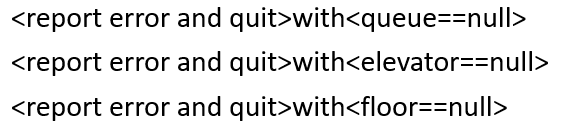 <report error and quit>with<queue==null>
<report error and quit>with<elevator==null>
<report error and quit>with<floor==null>